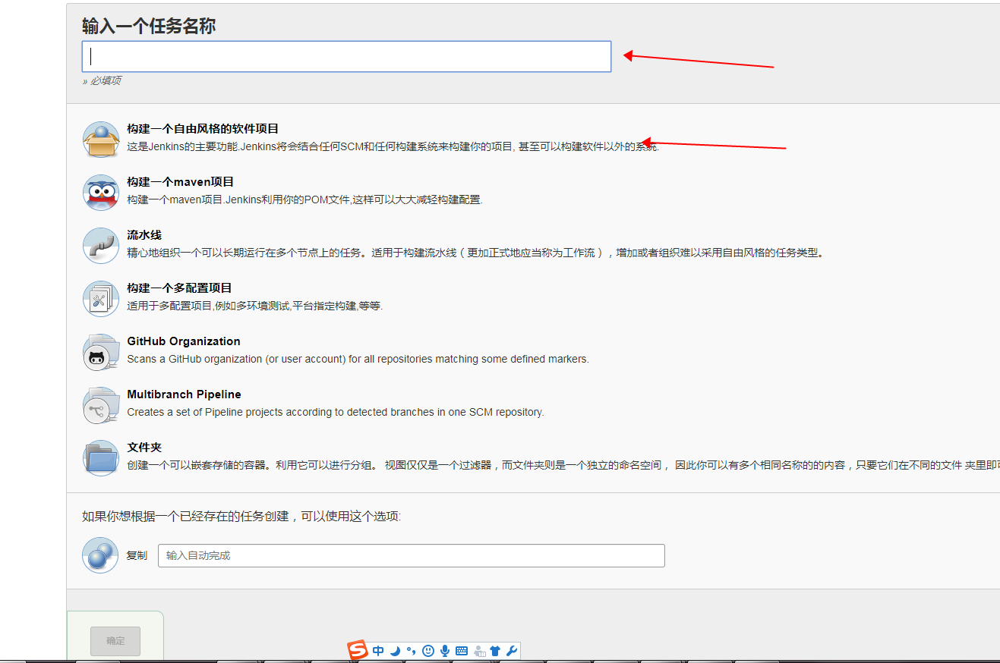 输入一个任务名称
» 必填项
构建一个自由风格的软件项目
这是Jenkins的主要功能.Jenkins将会结合任何SCM和任何构建系统来构建你的项目, 甚至可以构建软件以外的系统.
构建一个maven项目
构建一个maven项目.Jenkins利用你的POM文件,这样可以大大减轻构建配置.
流水线
精心地组织一个可以长期运行在多个节点上的任务。适用于构建流水线（更加正式地应当称为工作流），增加或者组织难以采用自由风格的任务类型。
构建一个多配置项目
适用于多配置项目,例如多环境测试,平台指定构建,等等.
GitHub Organization
Scans a GitHub organization (or user account) for all repositories matching some defined markers.
Multibranch Pipeline
Creates a set of Pipeline projects according to detected branches in one SCM repository.
文件夹
创建一个可以嵌套存储的容器。利用它可以进行分组。 视图仅仅是一个过滤器，而文件夹则是一个独立的命名空间， 因此你可以有多个相同名称的的内容，只要它们在不同的文件 夹里即可
如果你想根据一个已经存在的任务创建，可以使用这个选项:
复制
输入自动完成
确定
S 中